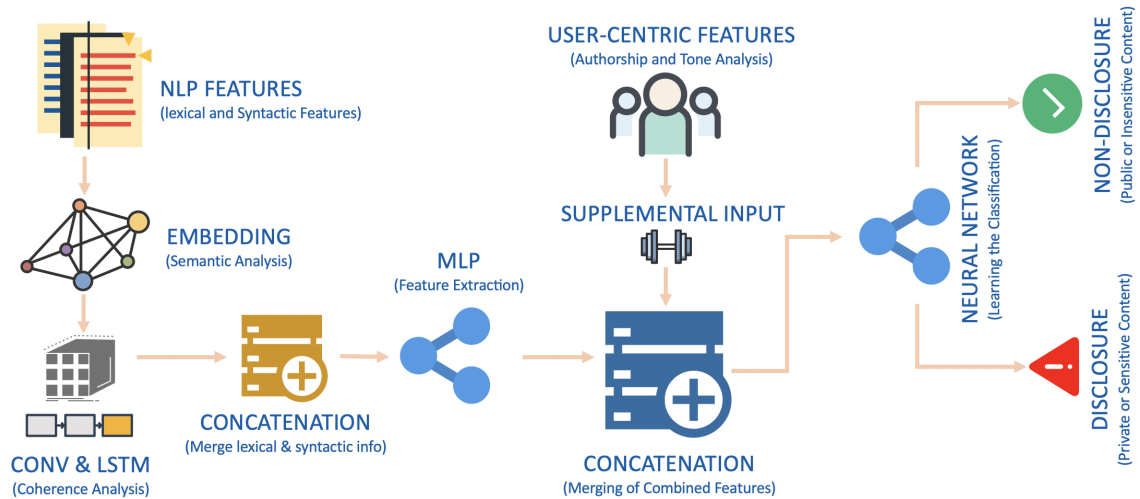 NLP FEATURES
(lexical and Syntactic Features)
EMBEDDING
(Semantic Analysis)
CONV & LSTM
(Coherence Analysis)
CONCATENATION
(Merge lexical & syntactic info)
MLP
(Feature Extraction)
USER-CENTRIC FEATURES
(Authorship and Tone Analysis)
SUPPLEMENTAL INPUT
CONCATENATION
(Merging of Combined Features)
NEURAL NETWORK
(Learning the Classification)
NON-DISCLOSURE
(Public or Insensitive Content)
DISCLOSURE
(Private or Sensitive Content)